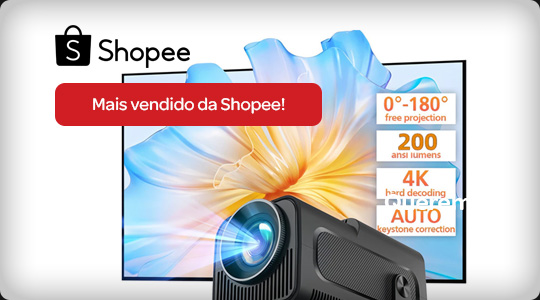 Shopee
Mais vendido da Shopee!
0°-180°
free projection
200
ansi lumens
4K
hard decoding
AUTO
keystone correction